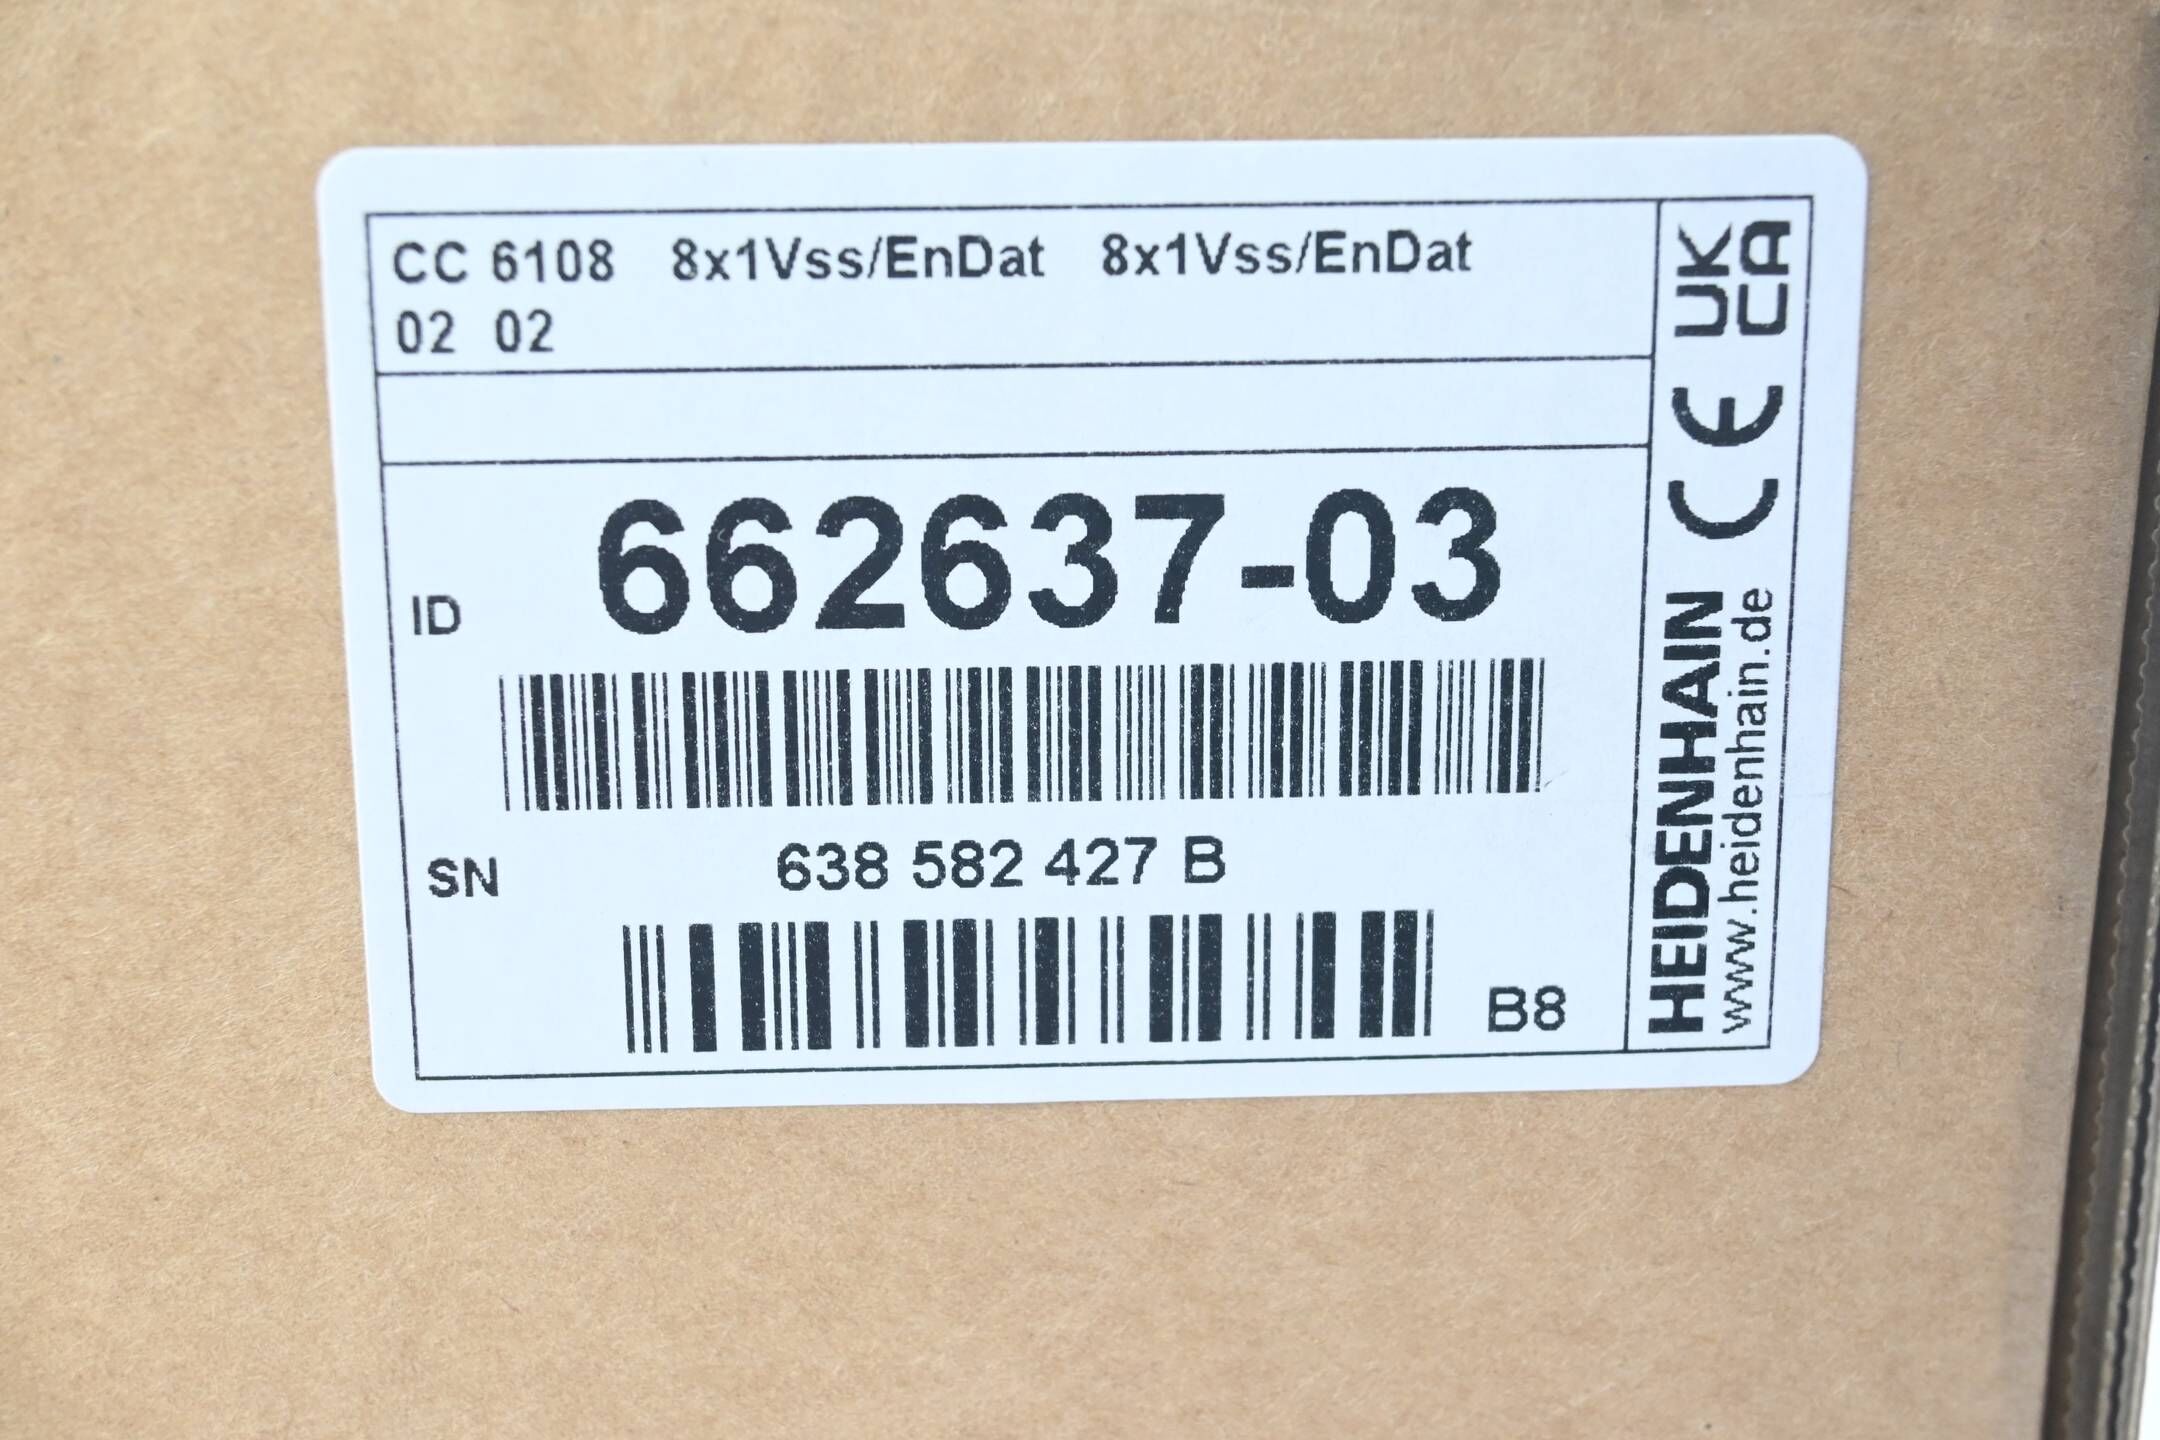 CC 6108 8x1Vss/EnDat 8x1Vss/EnDat
02 02
ID 662637-03
SN 638 582 427 B
B8
HEIDENHAIN CE UK CA
www.heidenhain.de